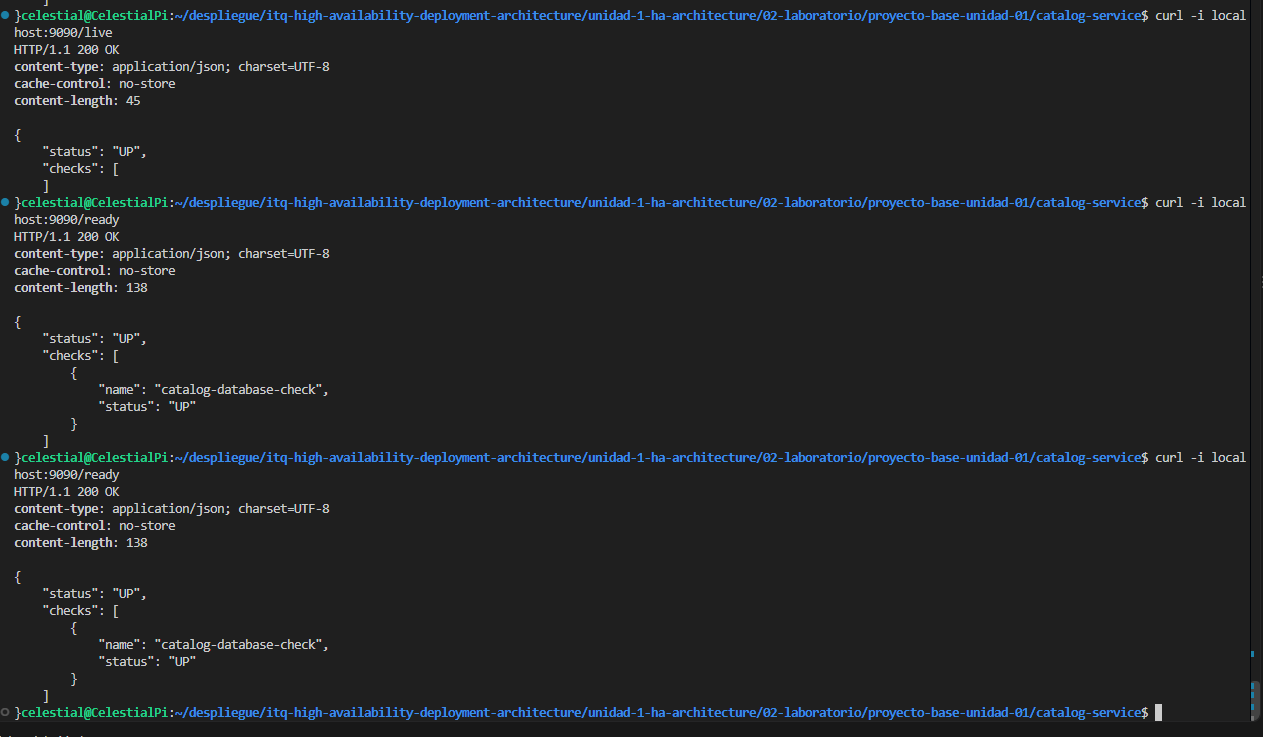 ]
}celestial@CelestialPi:~/despliegue/itq-high-availability-deployment-architecture/unidad-1-ha-architecture/02-laboratorio/proyecto-base-unidad-01/catalog-service$ curl -i local
host:9090/live
HTTP/1.1 200 OK
content-type: application/json; charset=UTF-8
cache-control: no-store
content-length: 45

{
    "status": "UP",
    "checks": [
    ]
}celestial@CelestialPi:~/despliegue/itq-high-availability-deployment-architecture/unidad-1-ha-architecture/02-laboratorio/proyecto-base-unidad-01/catalog-service$ curl -i local
host:9090/ready
HTTP/1.1 200 OK
content-type: application/json; charset=UTF-8
cache-control: no-store
content-length: 138

{
    "status": "UP",
    "checks": [
        {
            "name": "catalog-database-check",
            "status": "UP"
        }
    ]
}celestial@CelestialPi:~/despliegue/itq-high-availability-deployment-architecture/unidad-1-ha-architecture/02-laboratorio/proyecto-base-unidad-01/catalog-service$ curl -i local
host:9090/ready
HTTP/1.1 200 OK
content-type: application/json; charset=UTF-8
cache-control: no-store
content-length: 138

{
    "status": "UP",
    "checks": [
        {
            "name": "catalog-database-check",
            "status": "UP"
        }
    ]
}celestial@CelestialPi:~/despliegue/itq-high-availability-deployment-architecture/unidad-1-ha-architecture/02-laboratorio/proyecto-base-unidad-01/catalog-service$